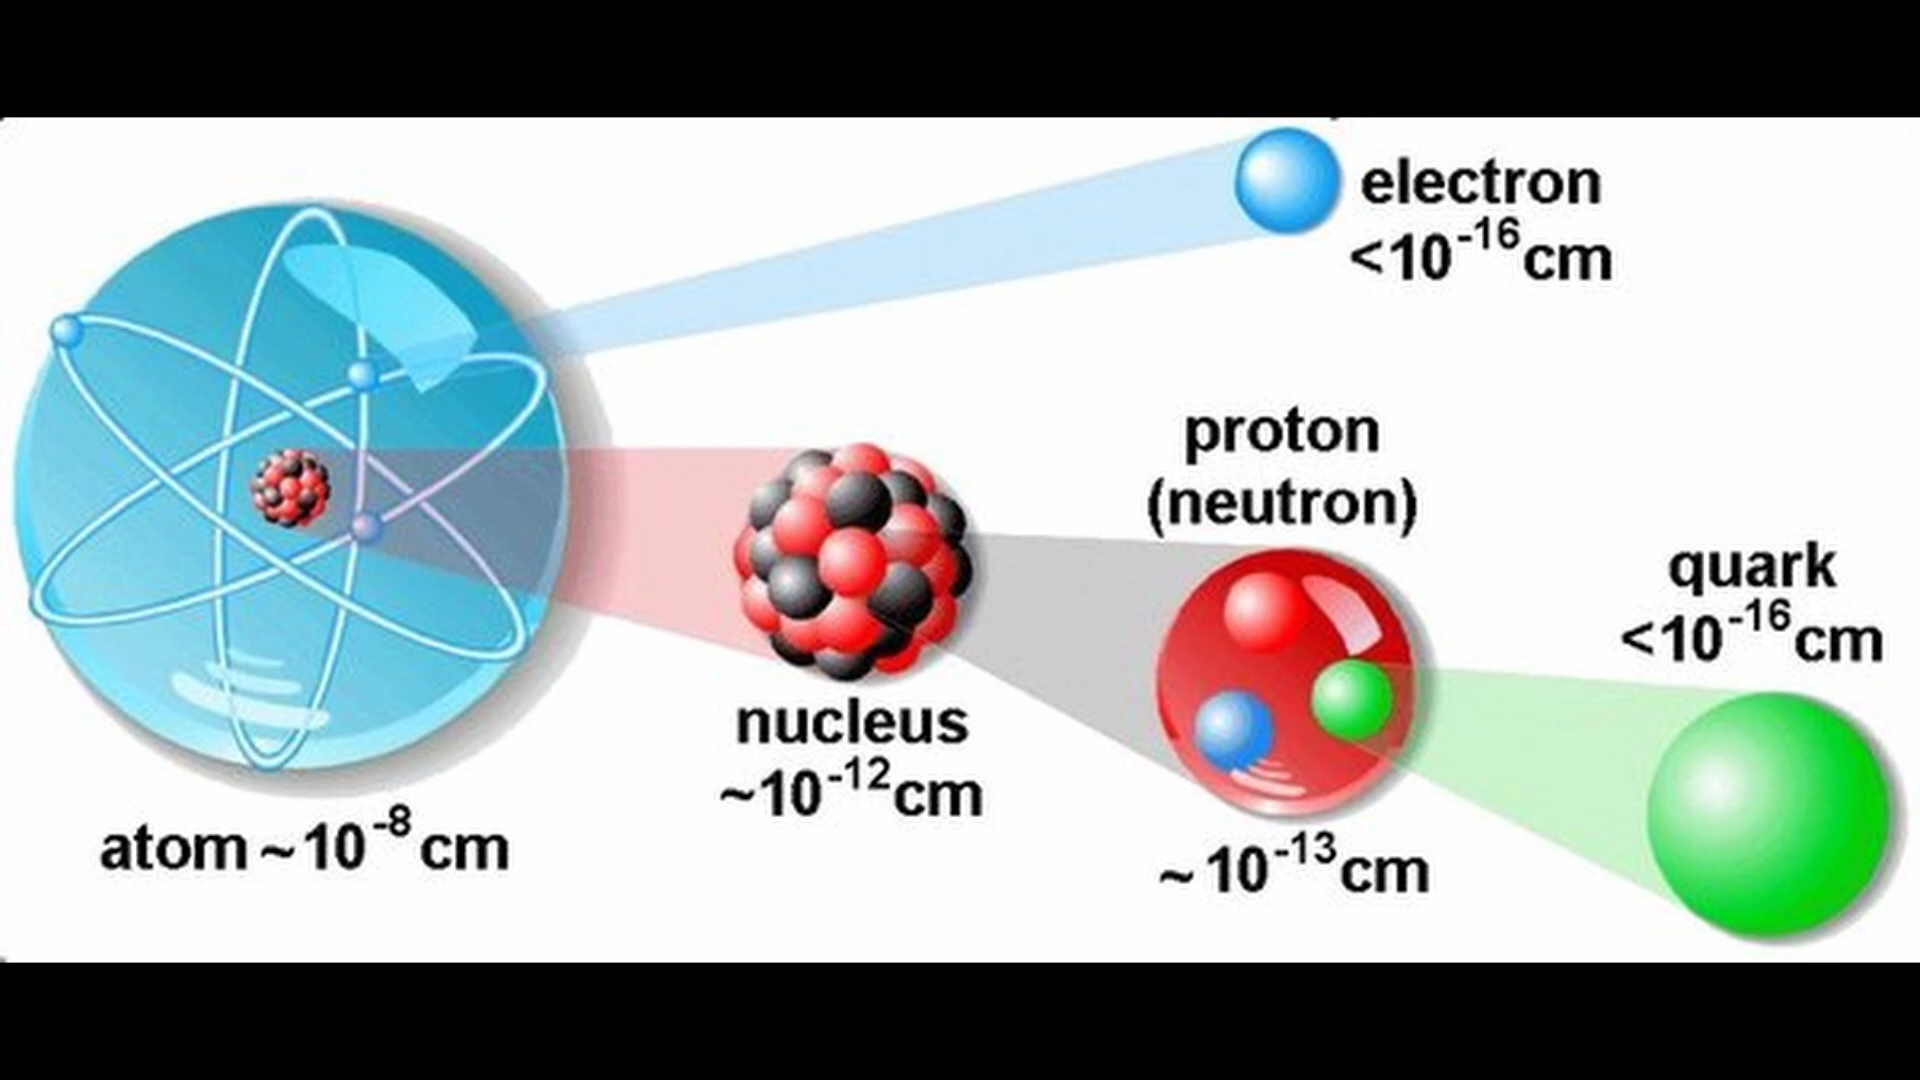 electron
<10⁻¹⁶cm
proton
(neutron)
quark
<10⁻¹⁶cm
nucleus
~10⁻¹²cm
atom ~ 10⁻⁸ cm
~ 10⁻¹³cm